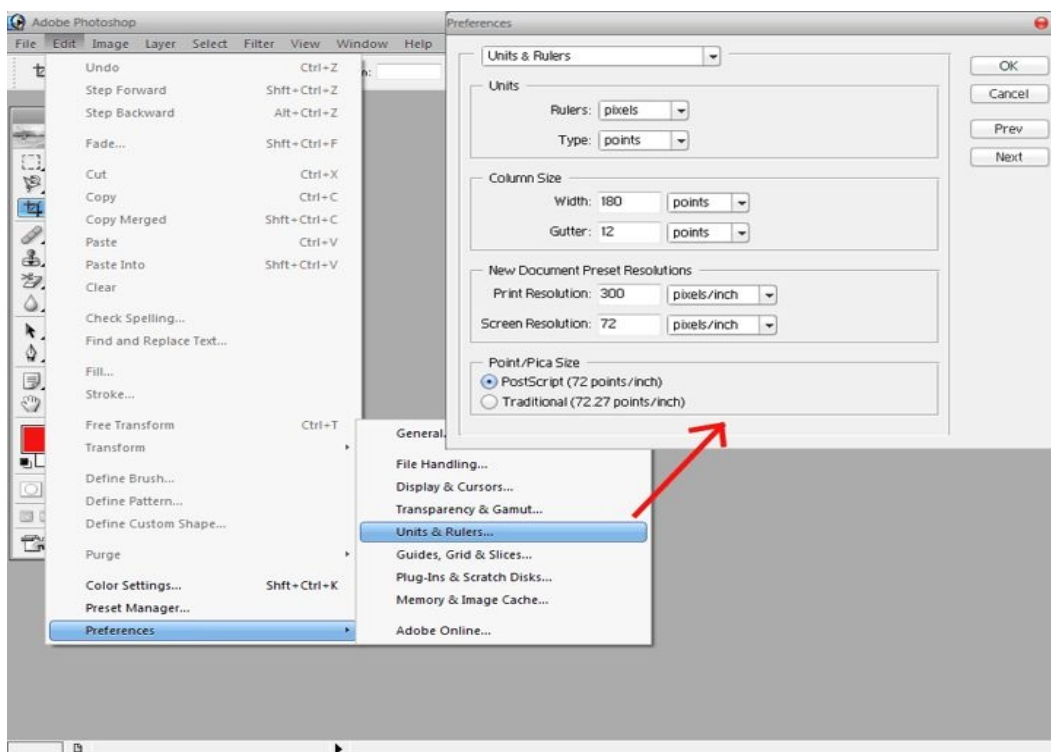 Adobe Photoshop
File Edit Image Layer Select Filter View Window Help
Undo Ctrl+Z
Step Forward Shft+Ctrl+Z
Step Backward Alt+Ctrl+Z
Fade... Shft+Ctrl+F
Cut Ctrl+X
Copy Ctrl+C
Copy Merged Shft+Ctrl+C
Paste Ctrl+V
Paste Into Shft+Ctrl+V
Clear
Check Spelling...
Find and Replace Text...
Fill...
Stroke...
Free Transform Ctrl+T
Transform
Define Brush...
Define Pattern...
Define Custom Shape...
Purge
Color Settings... Shft+Ctrl+K
Preset Manager...
Preferences
General.
File Handling...
Display & Cursors...
Transparency & Gamut...
Units & Rulers...
Guides, Grid & Slices...
Plug-Ins & Scratch Disks...
Memory & Image Cache...
Adobe Online...
Preferences
Units & Rulers
Units
Rulers: pixels
Type: points
Column Size
Width: 180 points
Gutter: 12 points
New Document Preset Resolutions
Print Resolution: 300 pixels/inch
Screen Resolution: 72 pixels/inch
Point/Pica Size
PostScript (72 points/inch)
Traditional (72.27 points/inch)
OK
Cancel
Prev
Next